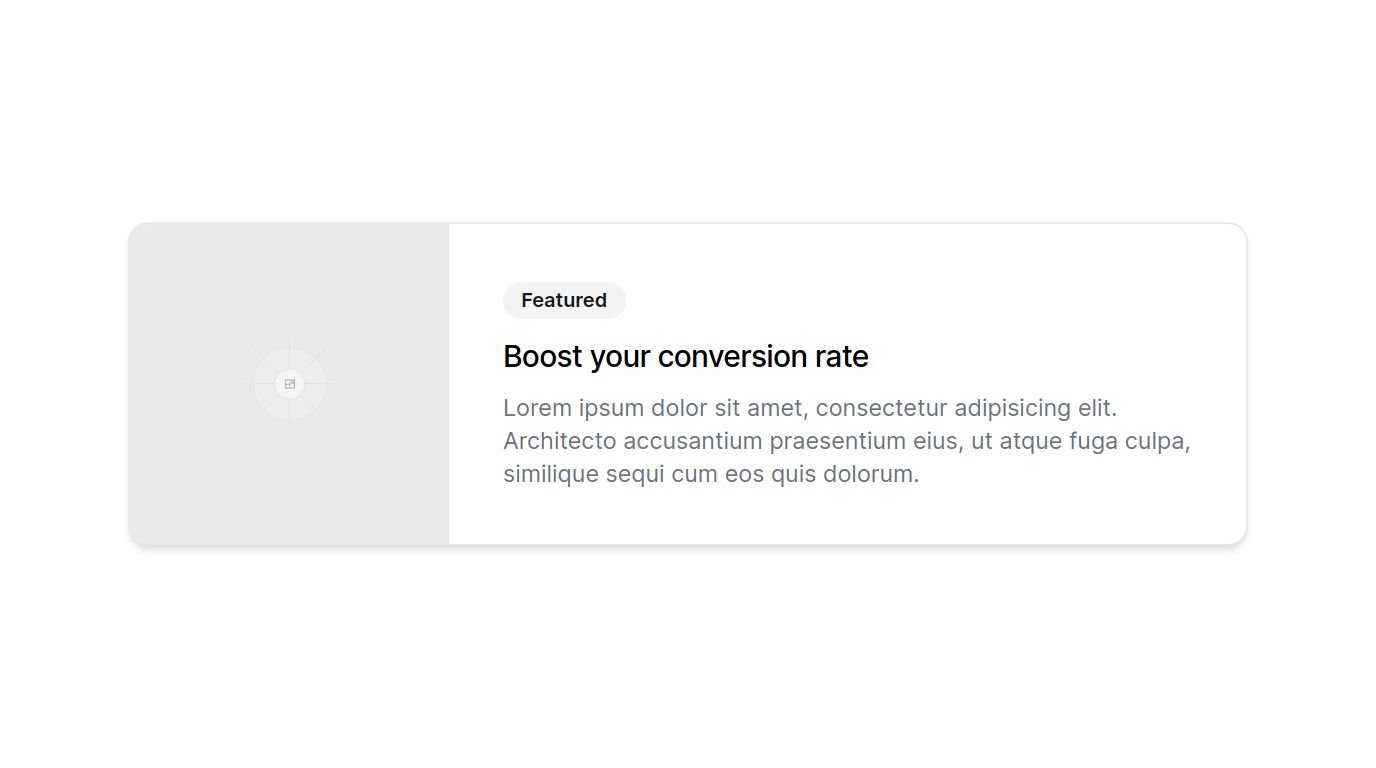 Featured
Boost your conversion rate
Lorem ipsum dolor sit amet, consectetur adipisicing elit.
Architecto accusantium praesentium eius, ut atque fuga culpa,
similique sequi cum eos quis dolorum.